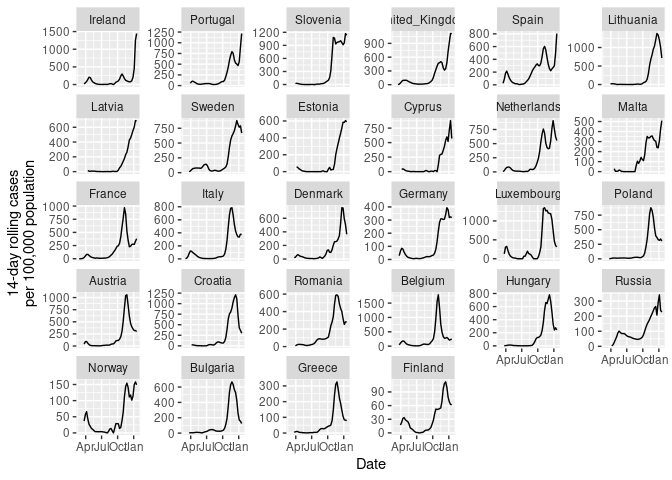 Ireland Portugal Slovenia nited_Kingdo Spain Lithuania
1500 1000 500 0
1250 1000 750 500 250 0
1200 900 600 300 0
900 600 300 0
800 600 400 200 0
1000 500 0
Latvia Sweden Estonia Cyprus Netherlands Malta
600 400 200 0
750 500 250 0
600 400 200 0
750 500 250 0
750 500 250 0
500 400 300 200 100 0
France Italy Denmark Germany Luxembourg Poland
1000 750 500 250 0
800 600 400 200 0
600 400 200 0
400 300 200 100 0
1000 500 0
750 500 250 0
Austria Croatia Romania Belgium Hungary Russia
1000 750 500 250 0
1250 1000 750 500 250 0
600 400 200 0
1500 1000 500 0
800 600 400 200 0
300 200 100 0
Norway Bulgaria Greece Finland
150 100 50 0
600 400 200 0
300 200 100 0
90 60 30 0
AprJulOctJan AprJulOctJan AprJulOctJan AprJulOctJan AprJulOctJan AprJulOctJan
Date
14-day rolling cases
per 100,000 population